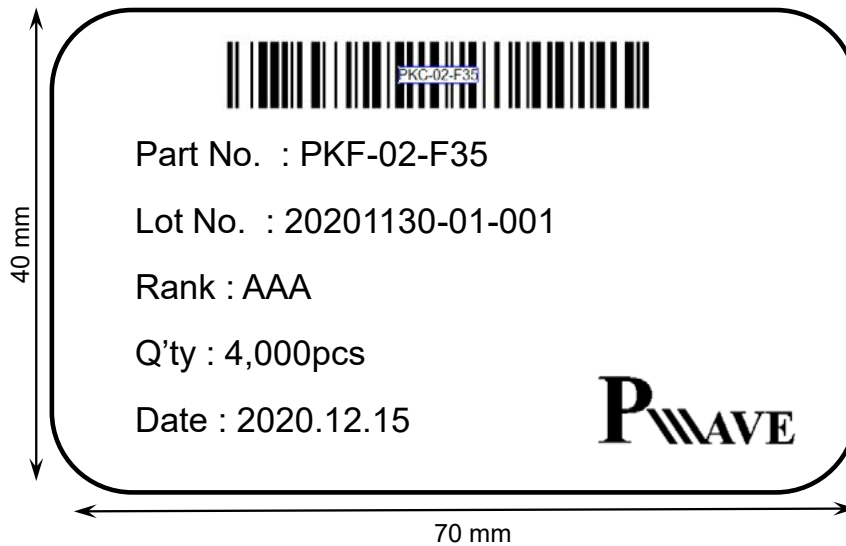 PKC-02-F35
Part No. : PKF-02-F35
Lot No. : 20201130-01-001
Rank : AAA
Q’ty : 4,000pcs
Date : 2020.12.15
PWAVE
40 mm
70 mm